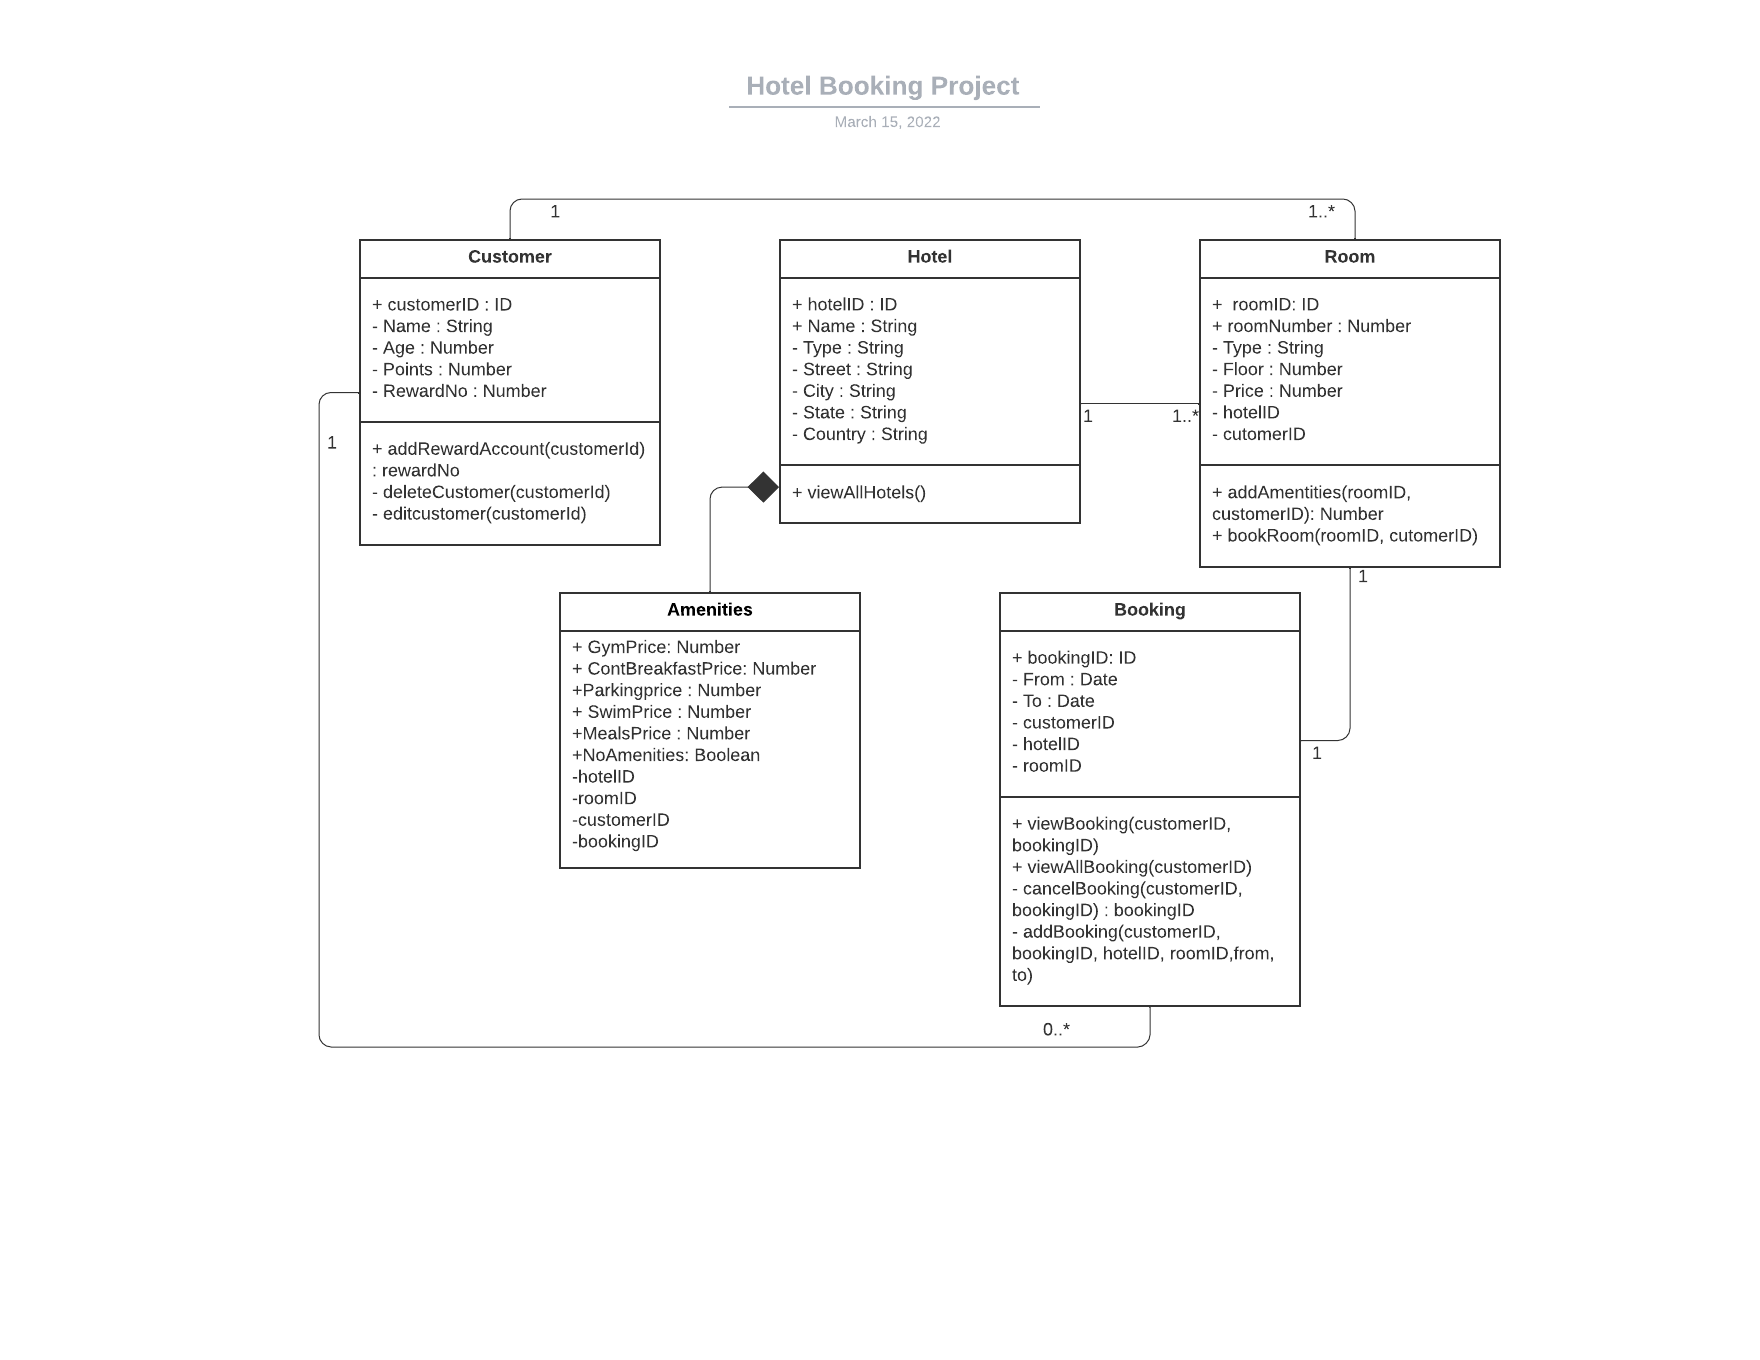 Hotel Booking Project
March 15, 2022
1
1..*
Customer
+ customerID : ID
- Name : String
- Age : Number
- Points : Number
- RewardNo : Number
+ addRewardAccount(customerId)
: rewardNo
- deleteCustomer(customerId)
- editcustomer(customerId)
1
Hotel
+ hotelID : ID
+ Name : String
- Type : String
- Street : String
- City : String
- State : String
- Country : String
+ viewAllHotels()
1
1..*
Room
+  roomID: ID
+ roomNumber : Number
- Type : String
- Floor : Number
- Price : Number
- hotelID
- cutomerID
+ addAmentities(roomID,
customerID): Number
+ bookRoom(roomID, cutomerID)
1
Amenities
+ GymPrice: Number
+ ContBreakfastPrice: Number
+Parkingprice : Number
+ SwimPrice : Number
+MealsPrice : Number
+NoAmenities: Boolean
-hotelID
-roomID
-customerID
-bookingID
Booking
+ bookingID: ID
- From : Date
- To : Date
- customerID
- hotelID
- roomID
+ viewBooking(customerID,
bookingID)
+ viewAllBooking(customerID)
- cancelBooking(customerID,
bookingID) : bookingID
- addBooking(customerID,
bookingID, hotelID, roomID,from,
to)
1
0..*